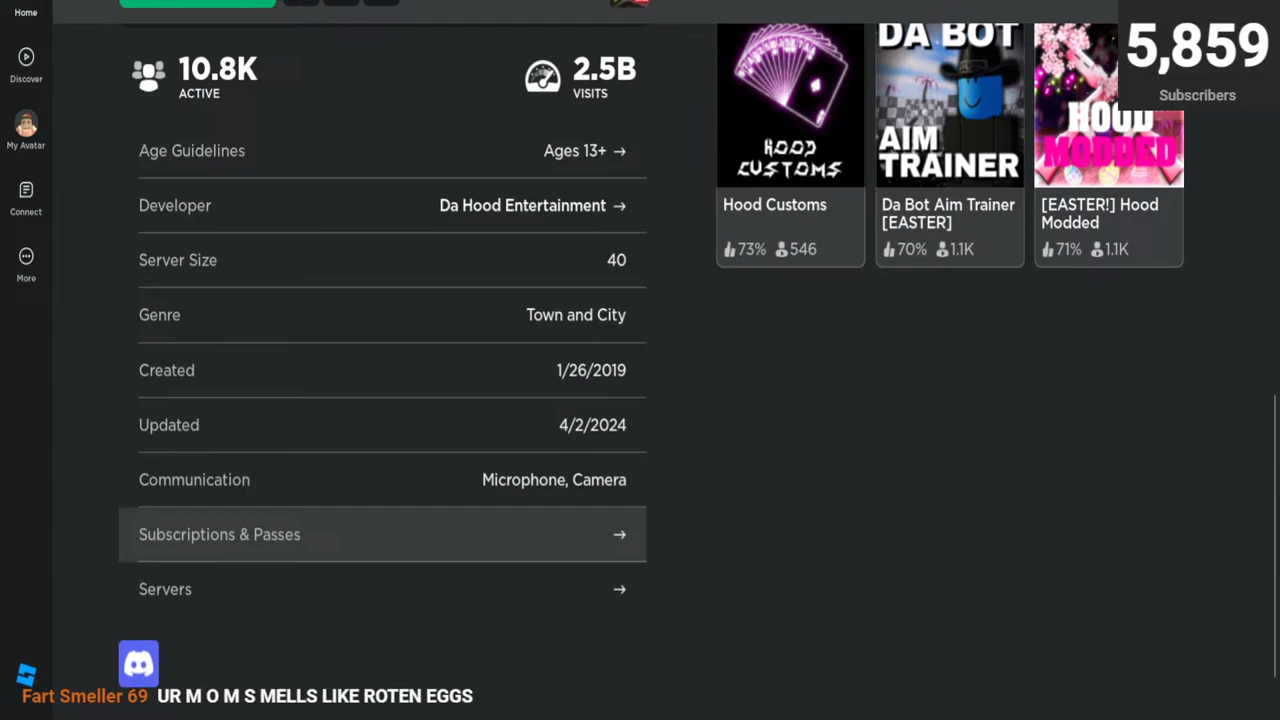 Home
Discover
My Avatar
Connect
More
10.8K
ACTIVE
2.5B
VISITS
Age Guidelines
Ages 13+ →
Developer
Da Hood Entertainment →
Server Size
40
Genre
Town and City
Created
1/26/2019
Updated
4/2/2024
Communication
Microphone, Camera
Subscriptions & Passes
→
Servers
→
HOOD
CUSTOMS
Hood Customs
73% 546
DA BOT
AIM
TRAINER
Da Bot Aim Trainer
[EASTER]
70% 1.1K
HOOD
MODDED
[EASTER!] Hood
Modded
71% 1.1K
5,859
Subscribers
Fart Smeller 69 UR M O M S MELLS LIKE ROTEN EGGS